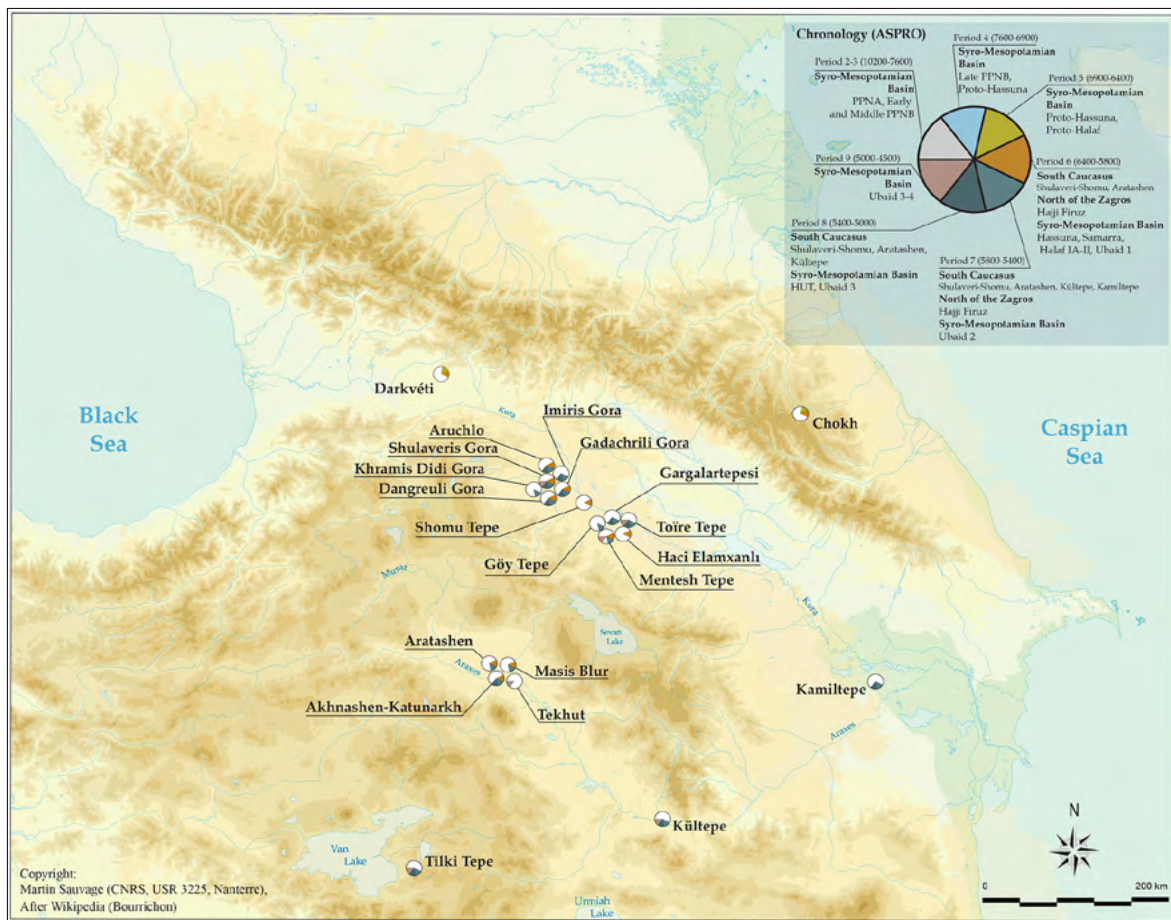 Chronology (ASPRO)
Period 4 (7600-6900)
Syro-Mesopotamian
Basin
Late PPNB,
Proto-Hassuna
Period 2-3 (10200-7600)
Syro-Mesopotamian
Basin
PPNA, Early
and Middle PPNB
Period 5 (6900-6400)
Syro-Mesopotamian
Basin
Proto-Hassuna,
Proto-Halaf
Period 9 (5000-4500)
Syro-Mesopotamian
Basin
Ubaid 3-4
Period 6 (6400-5800)
South Caucasus
Shulaveri-Shomu, Aratashen
North of the Zagros
Hajji Firuz
Syro-Mesopotamian Basin
Hassuna, Samarra,
Halaf IA-II, Ubaid 1
Period 8 (5400-5000)
South Caucasus
Shulaveri-Shomu, Aratashen,
Kültepe
Syro-Mesopotamian Basin
HUT, Ubaid 3
Period 7 (5800-5400)
South Caucasus
Shulaveri-Shomu, Aratashen, Kültepe, Kamiltepe
North of the Zagros
Hajji Firuz
Syro-Mesopotamian Basin
Ubaid 2
Black
Sea
Caspian
Sea
Darkvéti
Chokh
Kura
Imiris Gora
Aruchlo
Shulaveris Gora
Gadachrili Gora
Khramis Didi Gora
Dangreuli Gora
Gargalartepesi
Shomu Tepe
Toïre Tepe
Göy Tepe
Haci Elamxanlı
Mentesh Tepe
Kura
Sevan
Lake
Aratashen
Araxes
Masis Blur
Akhnashen-Katunarkh
Tekhut
Kamiltepe
Araxes
Kültepe
Van
Lake
Tilki Tepe
Urmiah
Lake
N
0
200 km
Copyright:
Martin Sauvage (CNRS, USR 3225, Nanterre),
After Wikipedia (Bourrichon)